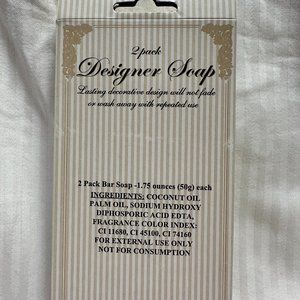 2 pack
Designer Soap
Lasting decorative design will not fade
or wash away with repeated use
2 Pack Bar Soap -1.75 ounces (50g) each
INGREDIENTS: COCONUT OIL
PALM OIL, SODIUM HYDROXY
DIPHOSPORIC ACID EDTA,
FRAGRANCE COLOR INDEX:
CI 11680, CI 45100, CI 74160
FOR EXTERNAL USE ONLY
NOT FOR CONSUMPTION